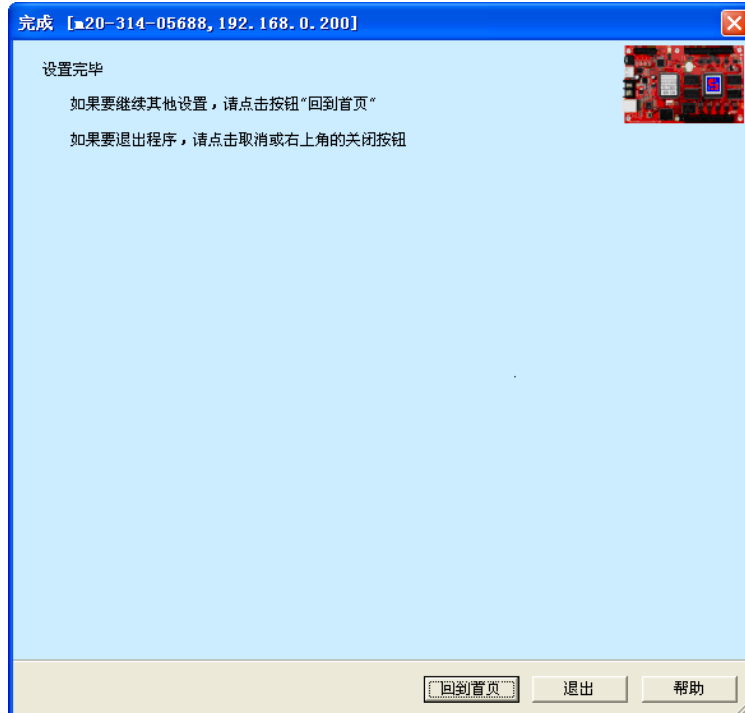 完成 [m20-314-05688,192.168.0.200]
设置完毕
如果要继续其他设置，请点击按钮“回到首页”
如果要退出程序，请点击取消或右上角的关闭按钮
回到首页
退出
帮助